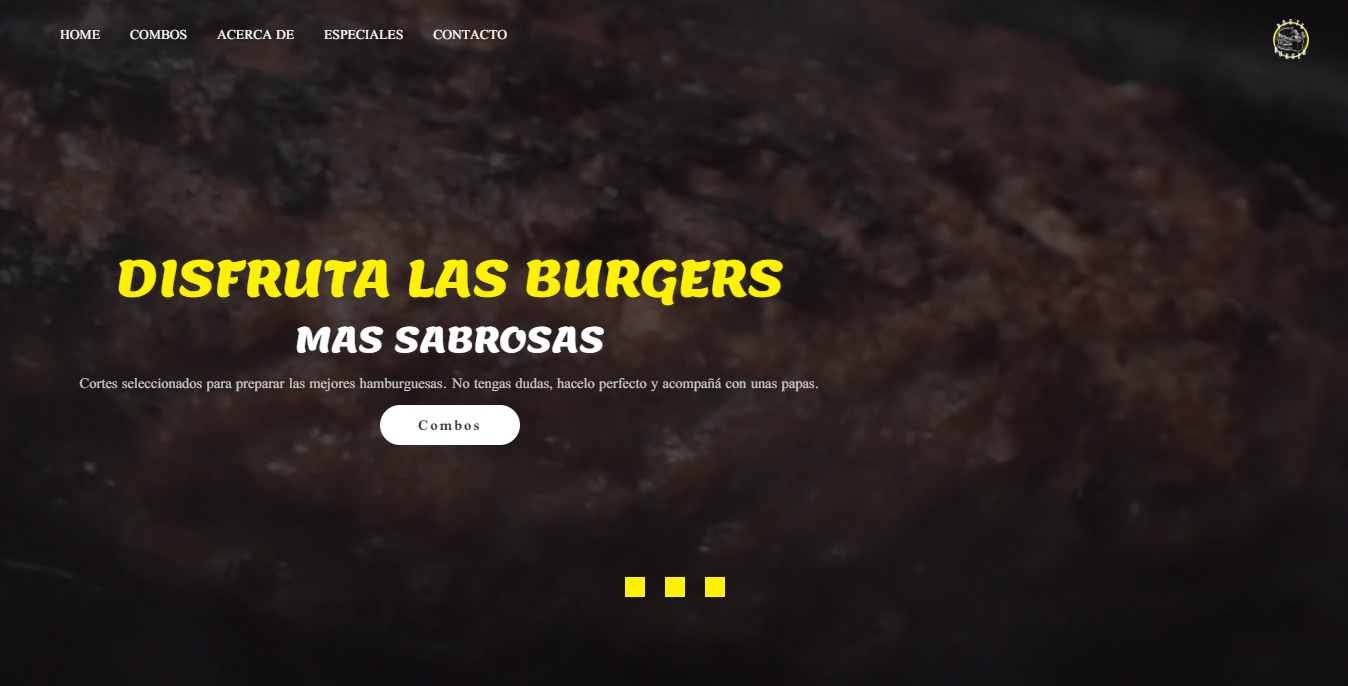 HOME COMBOS ACERCA DE ESPECIALES CONTACTO
DISFRUTA LAS BURGERS
MAS SABROSAS
Cortes seleccionados para preparar las mejores hamburguesas. No tengas dudas, hacelo perfecto y acompañá con unas papas.
Combos